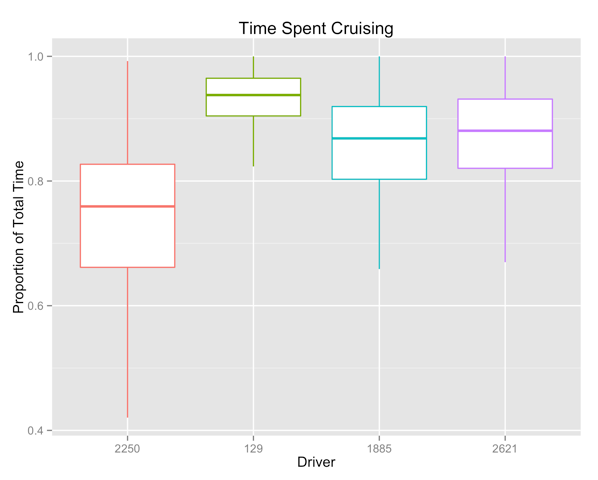 Time Spent Cruising
Proportion of Total Time
1.0
0.8
0.6
0.4
2250 129 1885 2621
Driver